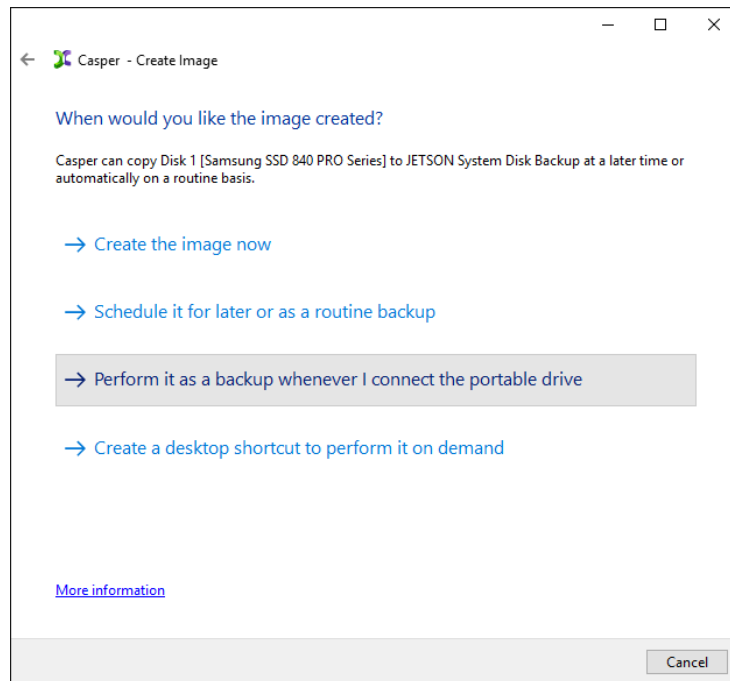 Casper - Create Image
When would you like the image created?
Casper can copy Disk 1 [Samsung SSD 840 PRO Series] to JETSON System Disk Backup at a later time or
automatically on a routine basis.
Create the image now
Schedule it for later or as a routine backup
Perform it as a backup whenever I connect the portable drive
Create a desktop shortcut to perform it on demand
More information
Cancel